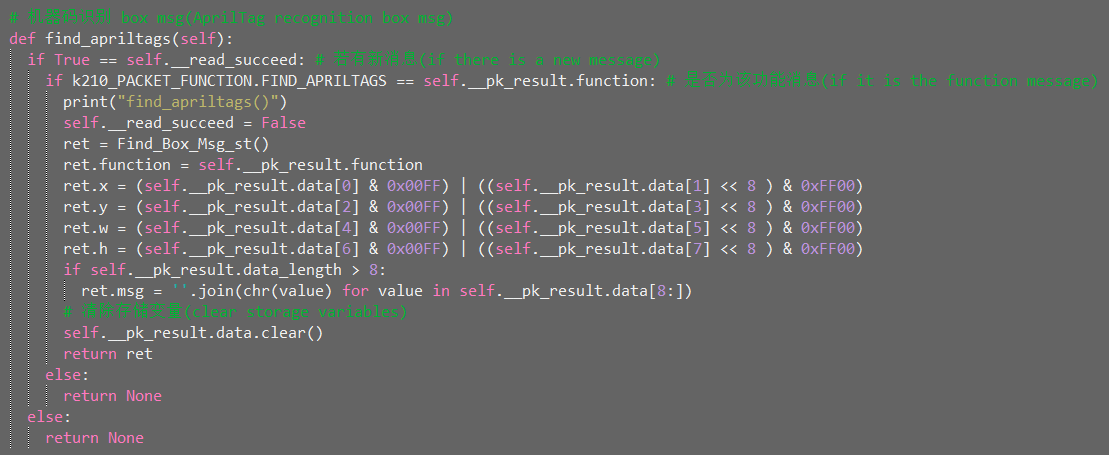 # 机器码识别 box msg(AprilTag recognition box msg)
def find_apriltags(self):
if True == self.__read_succeed: # 若有新消息(if there is a new message)
if k210_PACKET_FUNCTION.FIND_APRILTAGS == self.__pk_result.function: # 是否为该功能消息(if it is the function message)
print("find_apriltags()")
self.__read_succeed = False
ret = Find_Box_Msg_st()
ret.function = self.__pk_result.function
ret.x = (self.__pk_result.data[0] & 0x00FF) | ((self.__pk_result.data[1] << 8 ) & 0xFF00)
ret.y = (self.__pk_result.data[2] & 0x00FF) | ((self.__pk_result.data[3] << 8 ) & 0xFF00)
ret.w = (self.__pk_result.data[4] & 0x00FF) | ((self.__pk_result.data[5] << 8 ) & 0xFF00)
ret.h = (self.__pk_result.data[6] & 0x00FF) | ((self.__pk_result.data[7] << 8 ) & 0xFF00)
if self.__pk_result.data_length > 8:
ret.msg = ''.join(chr(value) for value in self.__pk_result.data[8:])
# 清除存储变量(clear storage variables)
self.__pk_result.data.clear()
return ret
else:
return None
else:
return None